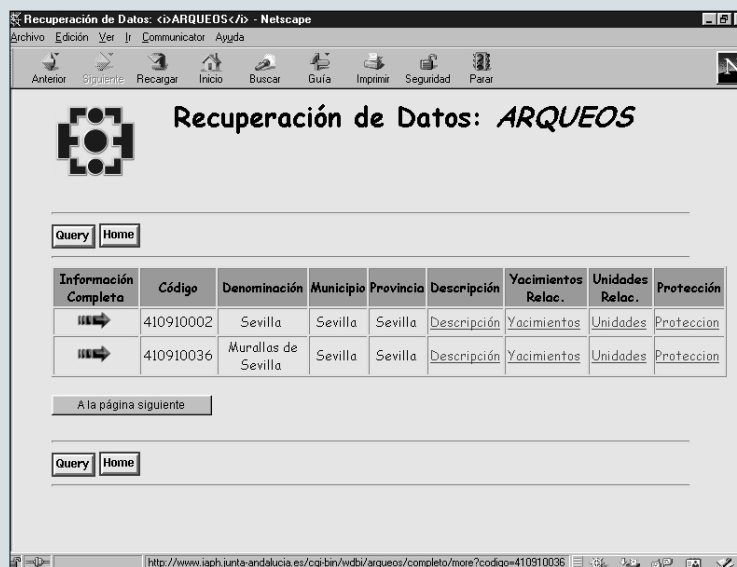 Recuperación de Datos: <i>ARQUEOS</i> - Netscape
Archivo Edición Ver Ir Communicator Ayuda
Anterior Siguiente Recargar Inicio Buscar Guía Imprimir Seguridad Parar
N
Recuperación de Datos: ARQUEOS
Query Home
Información Completa Código Denominación Municipio Provincia Descripción Yacimientos Relac. Unidades Relac. Protección
410910002 Sevilla Sevilla Sevilla Descripción Yacimientos Unidades Proteccion
410910036 Murallas de Sevilla Sevilla Sevilla Descripción Yacimientos Unidades Proteccion
A la página siguiente
Query Home
http://www.iaph.junta-andalucia.es/cgi-bin/wdbi/arqueos/completo/more?codigo=410910036